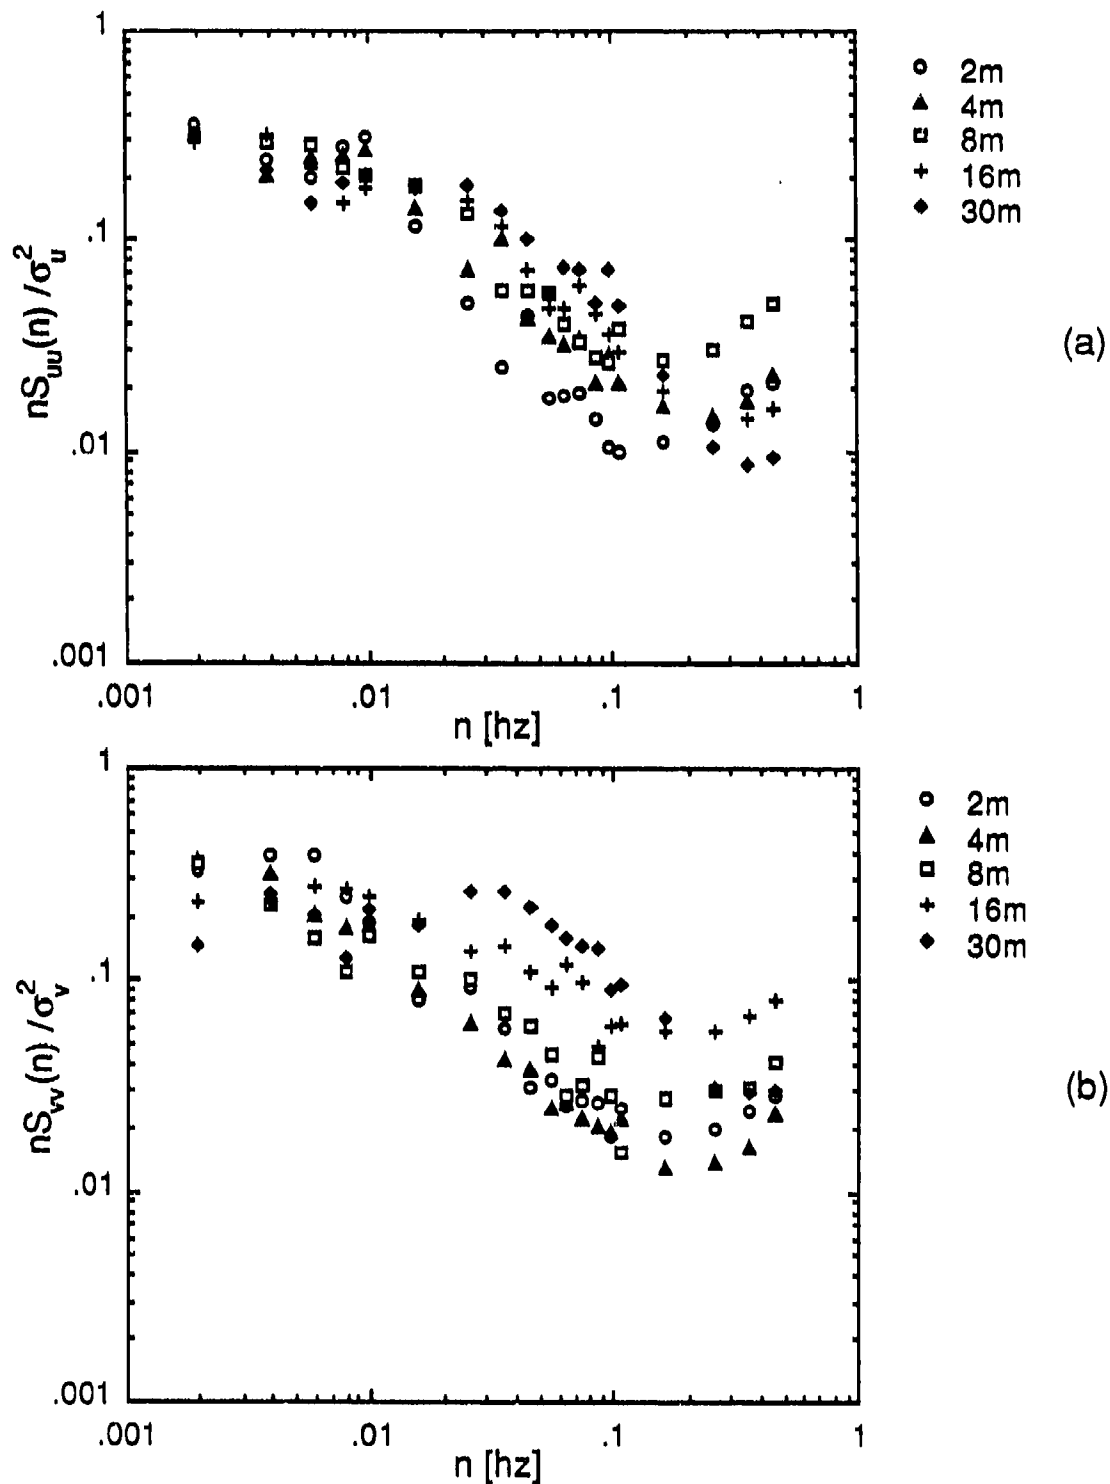 1
.1
.01
.001
nS_uu(n)/σ_u^2
.001
.01
.1
1
n [hz]
2m
4m
8m
16m
30m
(a)
1
.1
.01
.001
nS_vv(n)/σ_v^2
.001
.01
.1
1
n [hz]
2m
4m
8m
16m
30m
(b)